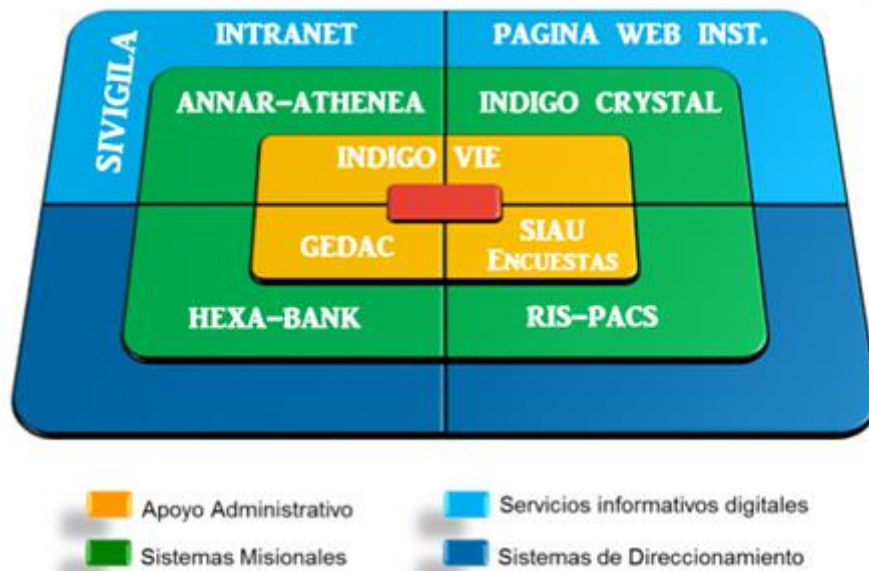 INTRANET
PAGINA WEB INST.
SIVIGILA
ANNAR-ATHENEA
INDIGO CRYSTAL
INDIGO VIE
GEDAC
SIAU
ENCUESTAS
HEXA-BANK
RIS-PACS
Apoyo Administrativo
Servicios informativos digitales
Sistemas Misionales
Sistemas de Direccionamiento